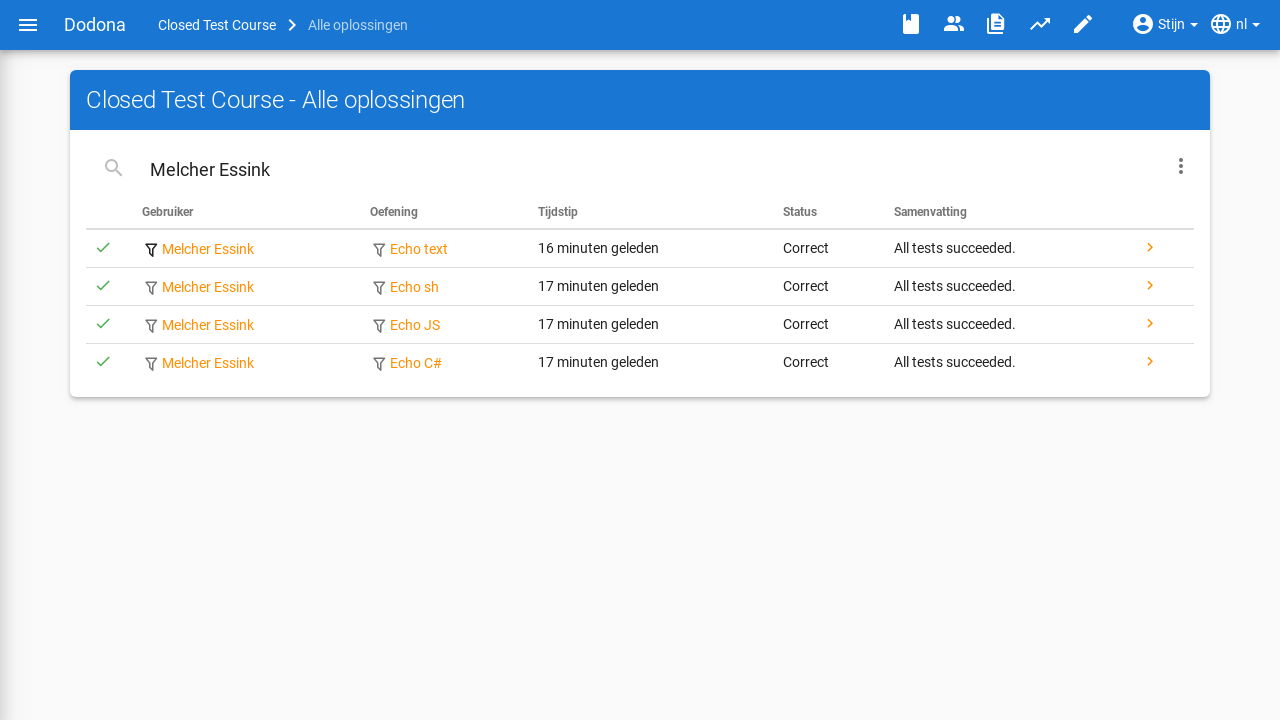 Dodona Closed Test Course Alle oplossingen Stijn nl
Closed Test Course - Alle oplossingen
Melcher Essink
Gebruiker Oefening Tijdstip Status Samenvatting
Melcher Essink Echo text 16 minuten geleden Correct All tests succeeded.
Melcher Essink Echo sh 17 minuten geleden Correct All tests succeeded.
Melcher Essink Echo JS 17 minuten geleden Correct All tests succeeded.
Melcher Essink Echo C# 17 minuten geleden Correct All tests succeeded.